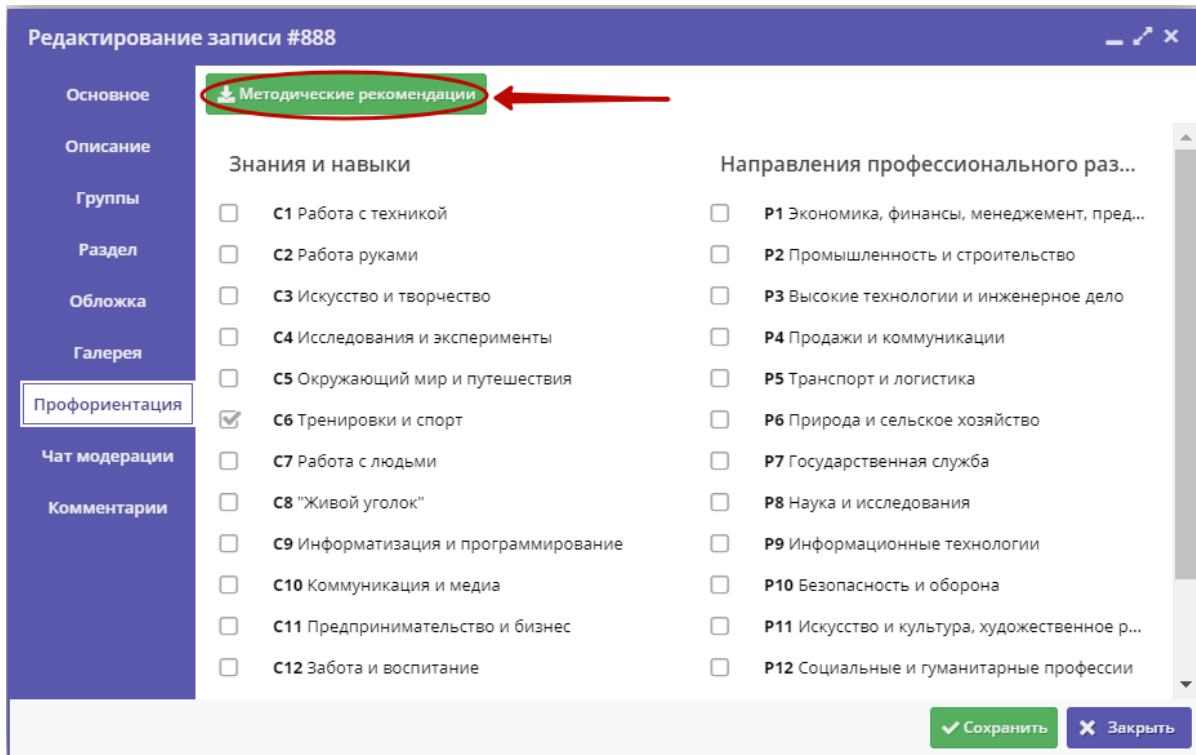 Редактирование записи #888
Основное
Описание
Группы
Раздел
Обложка
Галерея
Профориентация
Чат модерации
Комментарии
Методические рекомендации
Знания и навыки
C1 Работа с техникой
C2 Работа руками
C3 Искусство и творчество
C4 Исследования и эксперименты
C5 Окружающий мир и путешествия
C6 Тренировки и спорт
C7 Работа с людьми
C8 "Живой уголок"
C9 Информатизация и программирование
C10 Коммуникация и медиа
C11 Предпринимательство и бизнес
C12 Забота и воспитание
Направления профессионального раз...
P1 Экономика, финансы, менеджмент, пред...
P2 Промышленность и строительство
P3 Высокие технологии и инженерное дело
P4 Продажи и коммуникации
P5 Транспорт и логистика
P6 Природа и сельское хозяйство
P7 Государственная служба
P8 Наука и исследования
P9 Информационные технологии
P10 Безопасность и оборона
P11 Искусство и культура, художественное р...
P12 Социальные и гуманитарные профессии
Сохранить
Закрыть